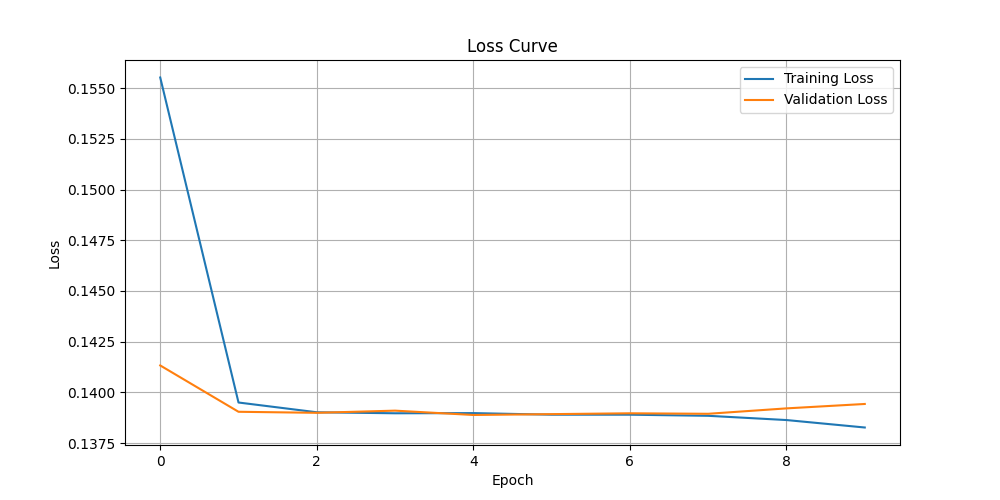 Loss Curve
Training Loss
Validation Loss
0.1550
0.1525
0.1500
0.1475
0.1450
0.1425
0.1400
0.1375
Loss
0 2 4 6 8
Epoch